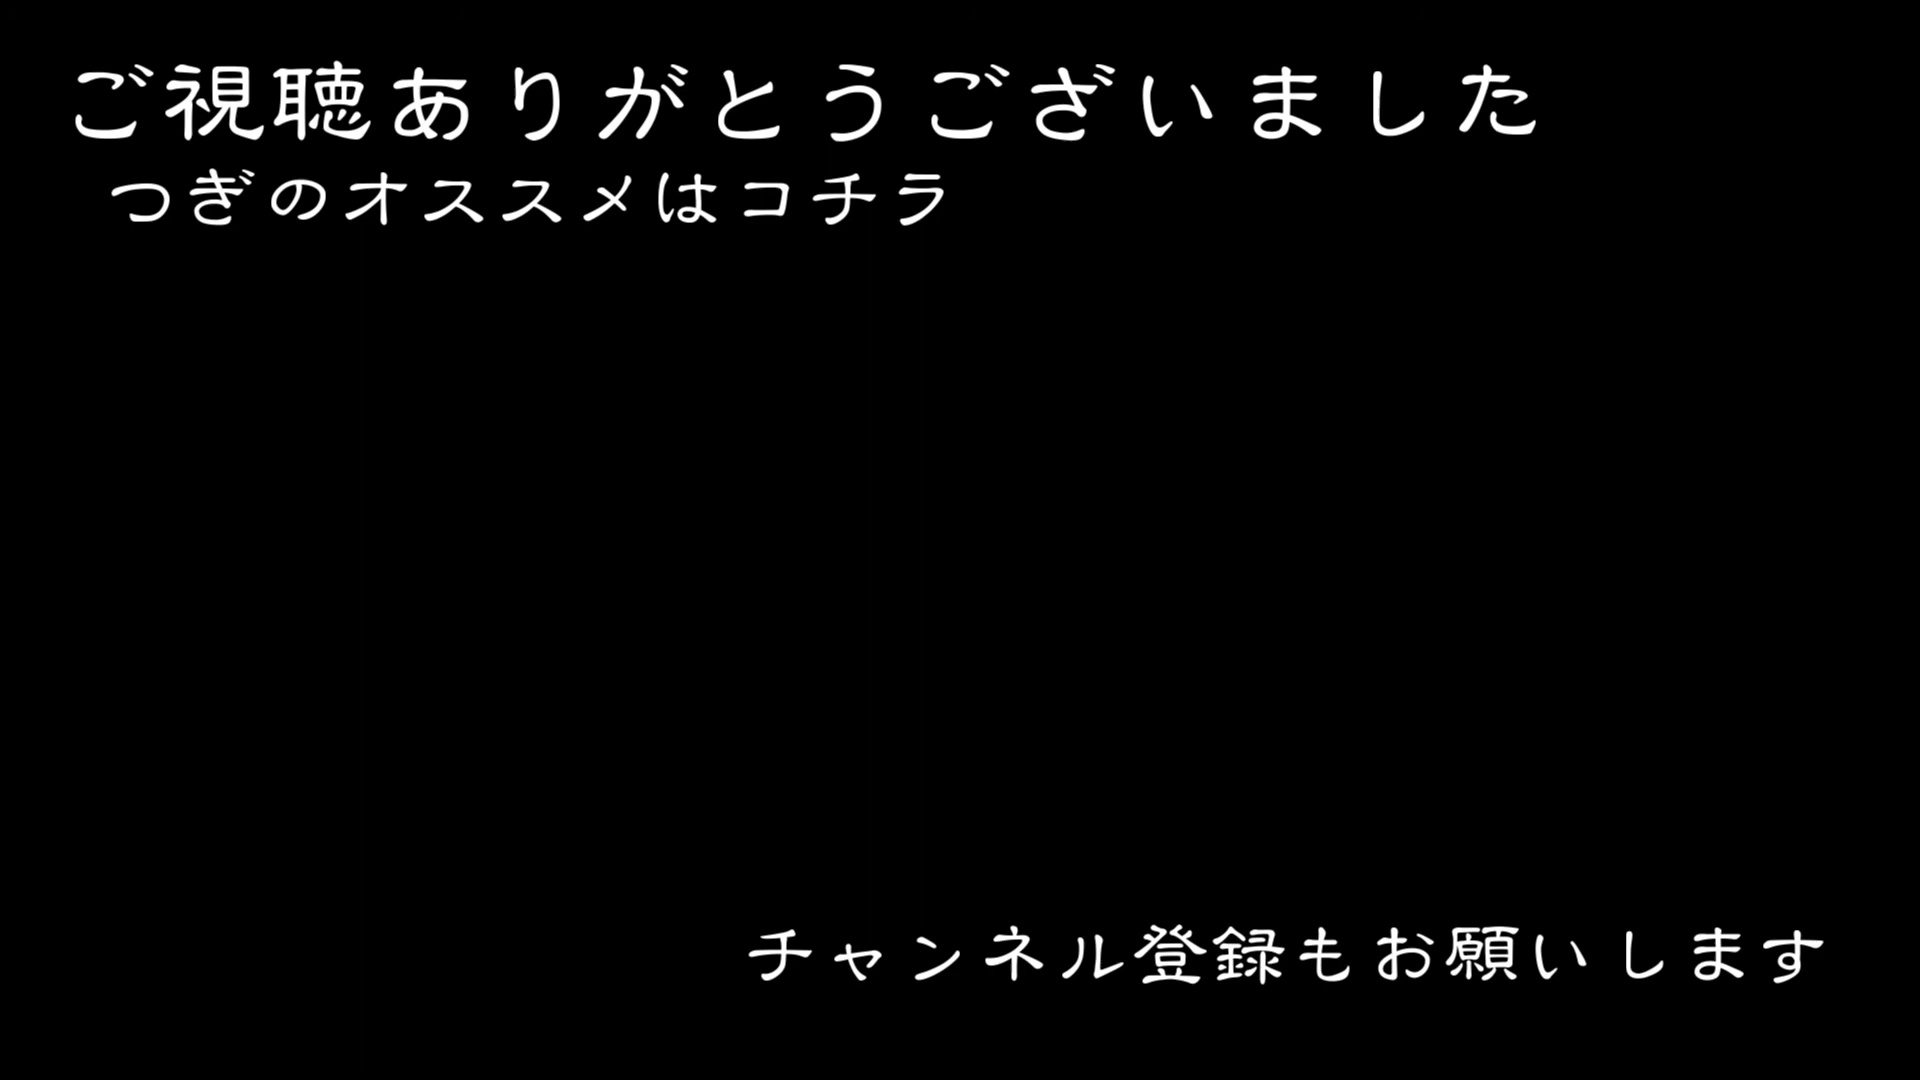 ご視聴ありがとうございました
つぎのオススメはコチラ
チャンネル登録もお願いします